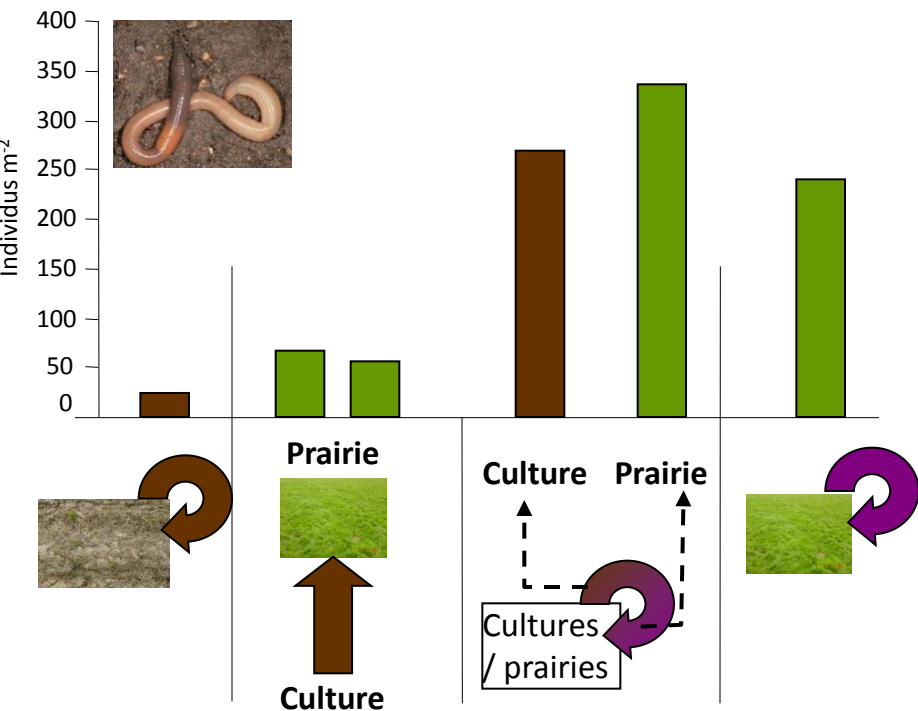 400
350
300
250
200
150
100
50
0
Individus m-2
Prairie
Culture
Culture Prairie
Cultures
/ prairies